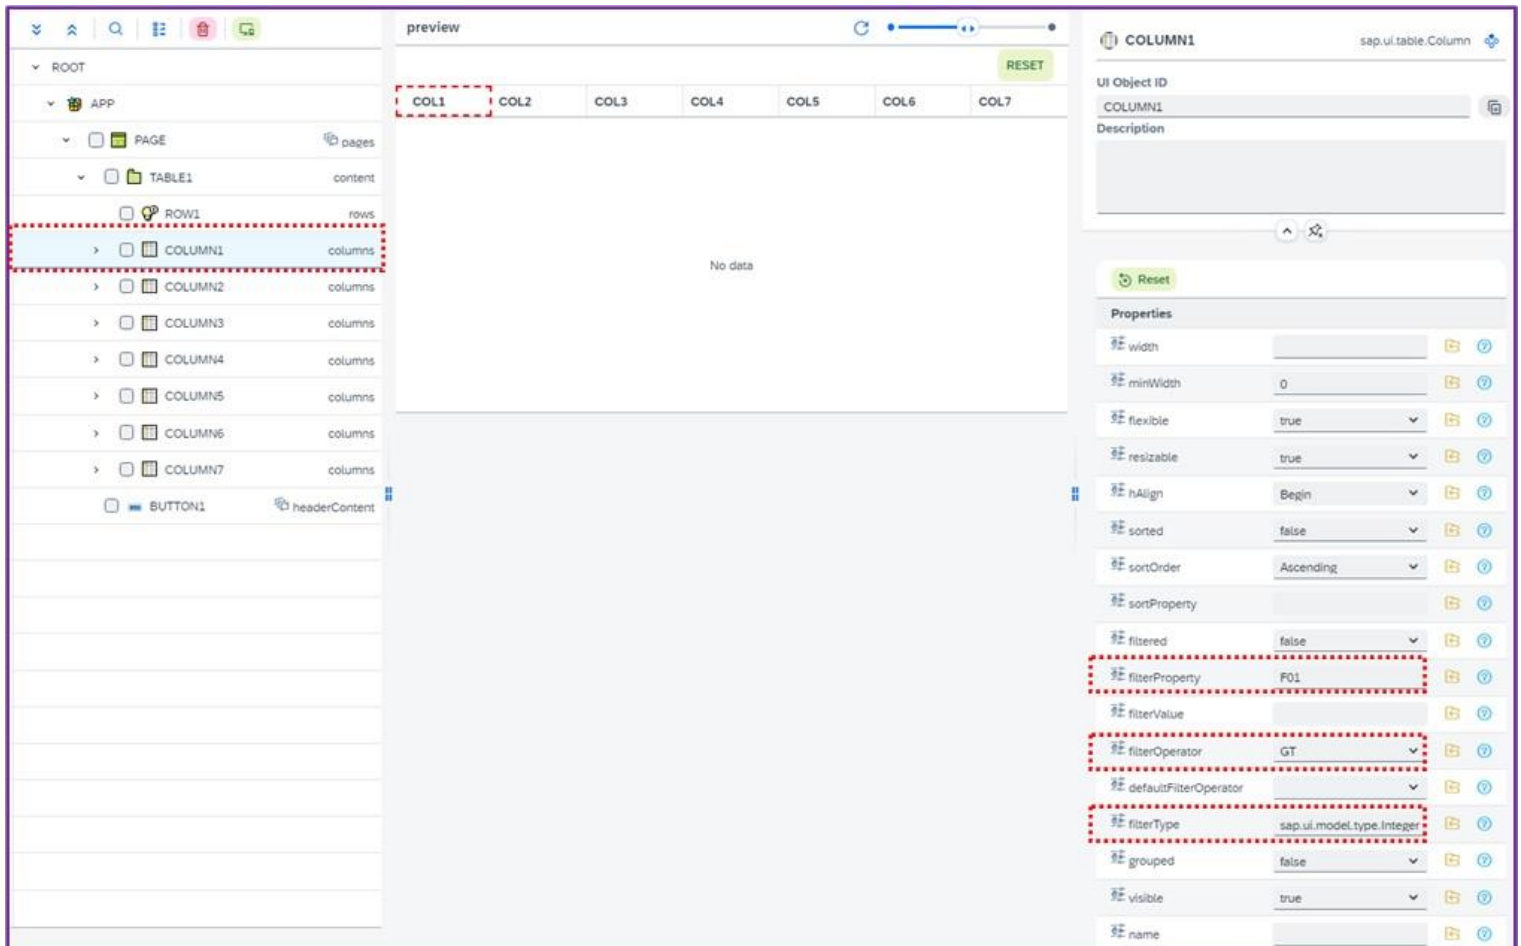 ROOT
APP
PAGE pages
TABLE1 content
ROW1 rows
COLUMN1 columns
COLUMN2 columns
COLUMN3 columns
COLUMN4 columns
COLUMN5 columns
COLUMN6 columns
COLUMN7 columns
BUTTON1 headerContent
preview
RESET
COL1 COL2 COL3 COL4 COL5 COL6 COL7
No data
COLUMN1 sap.ui.table.Column
UI Object ID
COLUMN1
Description
Reset
Properties
width
minWidth 0
flexible true
resizable true
hAlign Begin
sorted false
sortOrder Ascending
sortProperty
filtered false
filterProperty F01
filterValue
filterOperator GT
defaultFilterOperator
filterType sap.ui.model.type.Integer
grouped false
visible true
name